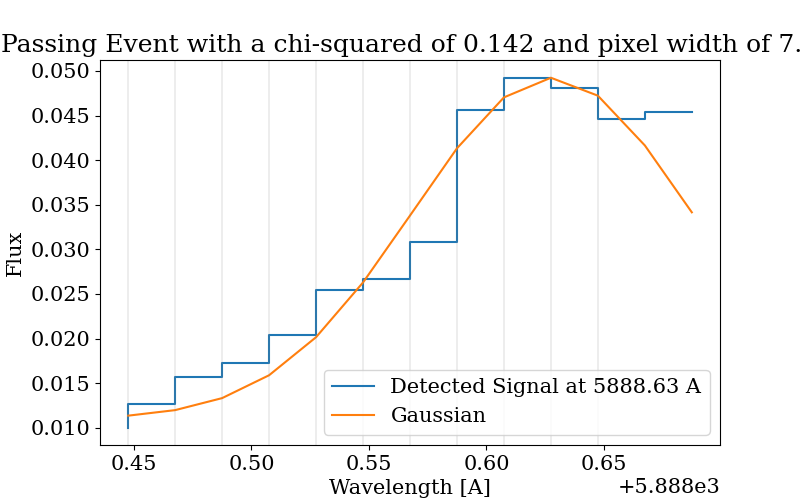 Passing Event with a chi-squared of 0.142 and pixel width of 7.
0.050
0.045
0.040
0.035
0.030
0.025
0.020
0.015
0.010
Flux
Detected Signal at 5888.63 A
Gaussian
0.45 0.50 0.55 0.60 0.65
Wavelength [A]
+5.888e3